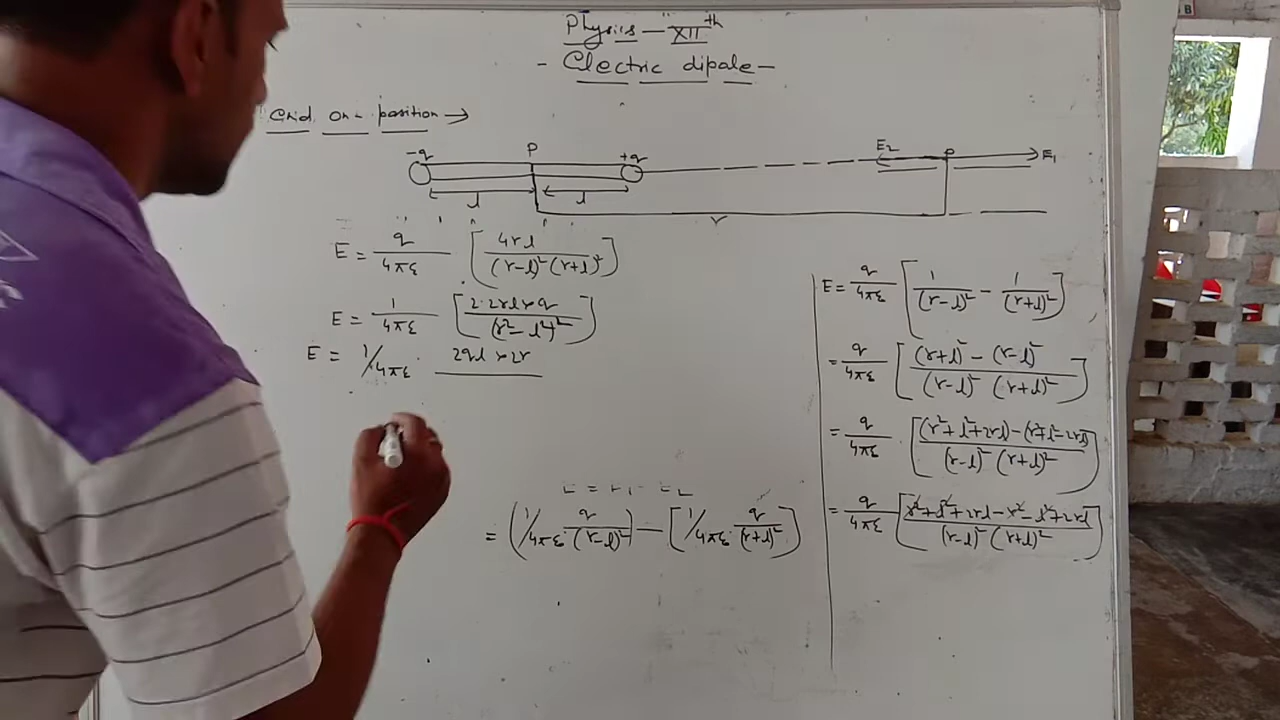 Physics — XIIth
- Electric dipale -
End on position →
-q P +q E2 P E1
l l
r
E = q/4πε [4rl/(r-l)²(r+l)²]
E = 1/4πε [2·2rl×q/(r²-l²)²]
E = 1/4πε · 2ql×2r
E = E1 - E2
= (1/4πε · q/(r-l)²) - [1/4πε · q/(r+l)²]
E = q/4πε [1/(r-l)² - 1/(r+l)²]
= q/4πε [(r+l)² - (r-l)²/(r-l)² (r+l)²]
= q/4πε · [(r²+l²+2rl)-(r²+l²-2rl)/(r-l)² (r+l)²]
= q/4πε [r²+l²+2rl-r²-l²+2rl/(r-l)² (r+l)²]